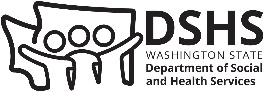 DSHS
WASHINGTON STATE
Department of Social
and Health Services